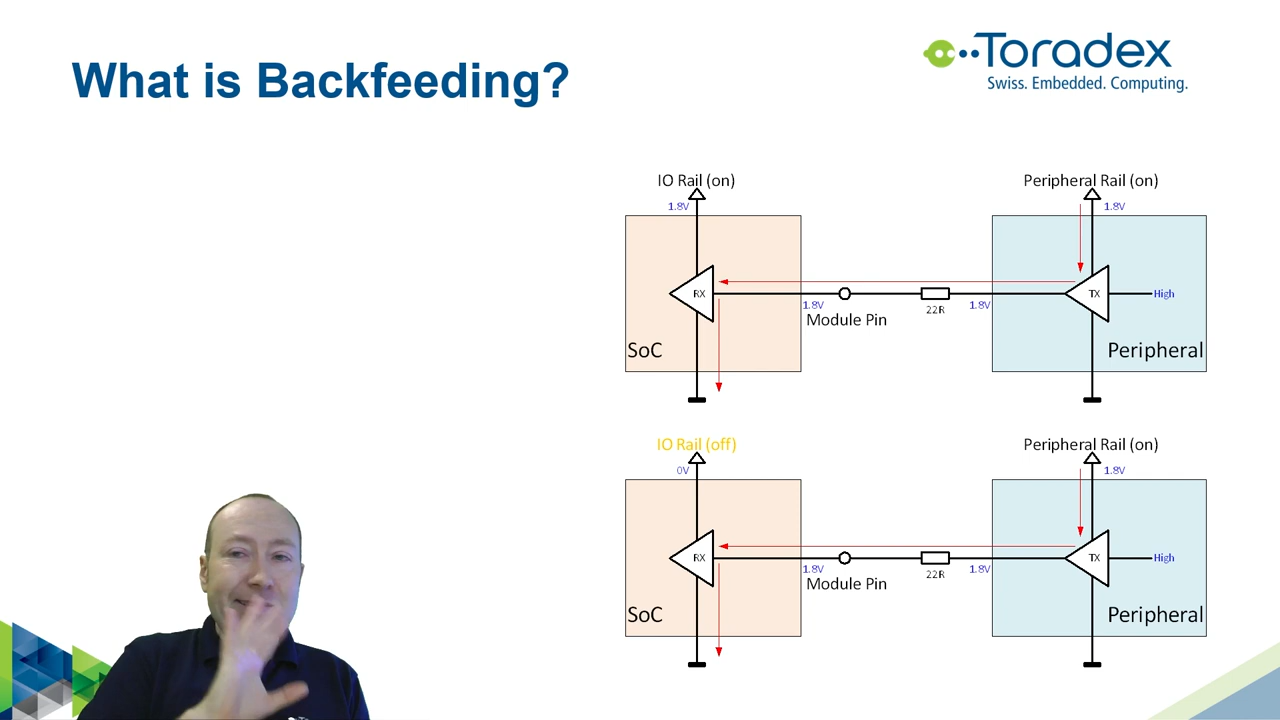 What is Backfeeding?
Toradex
Swiss. Embedded. Computing.
IO Rail (on)
1.8V
Peripheral Rail (on)
1.8V
RX
1.8V
Module Pin
22R
1.8V
TX
High
SoC
Peripheral
IO Rail (off)
0V
Peripheral Rail (on)
1.8V
RX
1.8V
Module Pin
22R
1.8V
TX
High
SoC
Peripheral